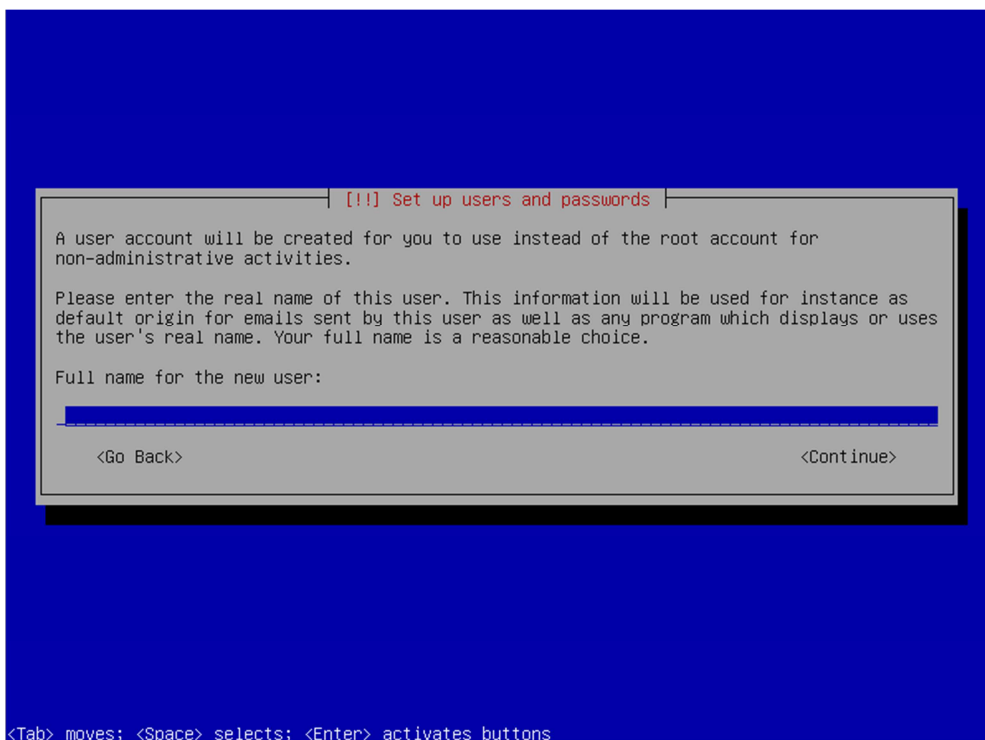 [!!] Set up users and passwords
A user account will be created for you to use instead of the root account for
non-administrative activities.
Please enter the real name of this user. This information will be used for instance as
default origin for emails sent by this user as well as any program which displays or uses
the user's real name. Your full name is a reasonable choice.
Full name for the new user:
<Go Back> <Continue>
<Tab> moves; <Space> selects; <Enter> activates buttons